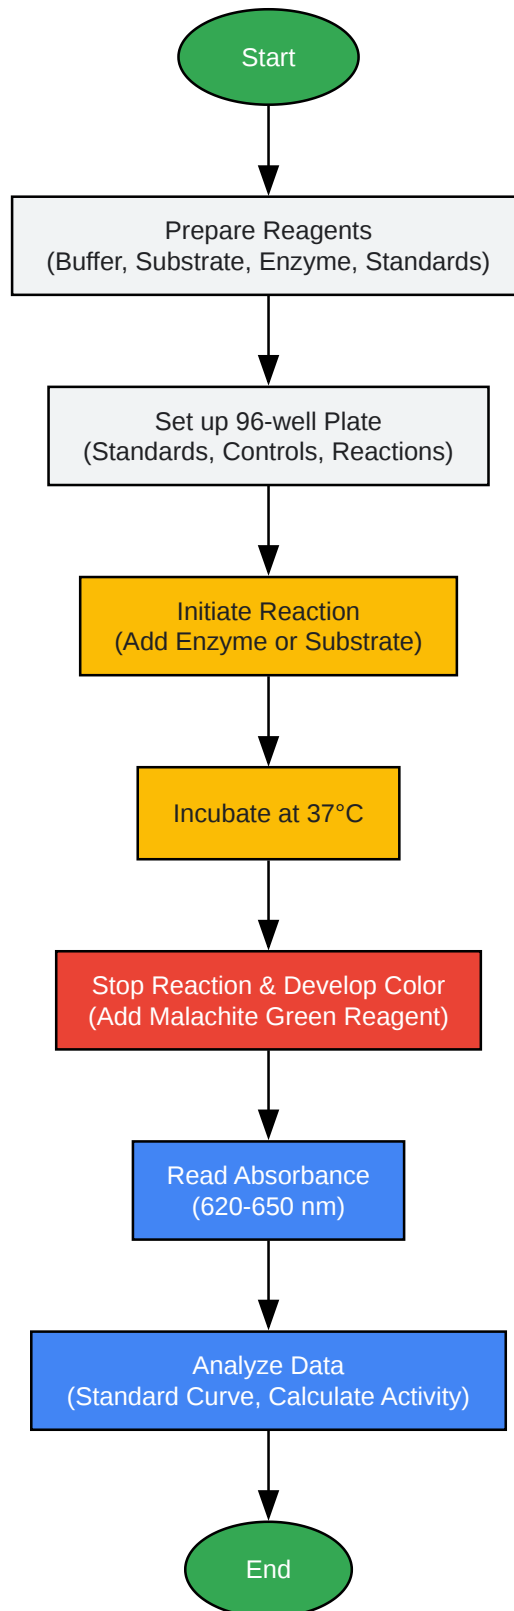 Start
Prepare Reagents
(Buffer, Substrate, Enzyme, Standards)
Set up 96-well Plate
(Standards, Controls, Reactions)
Initiate Reaction
(Add Enzyme or Substrate)
Incubate at 37°C
Stop Reaction & Develop Color
(Add Malachite Green Reagent)
Read Absorbance
(620-650 nm)
Analyze Data
(Standard Curve, Calculate Activity)
End